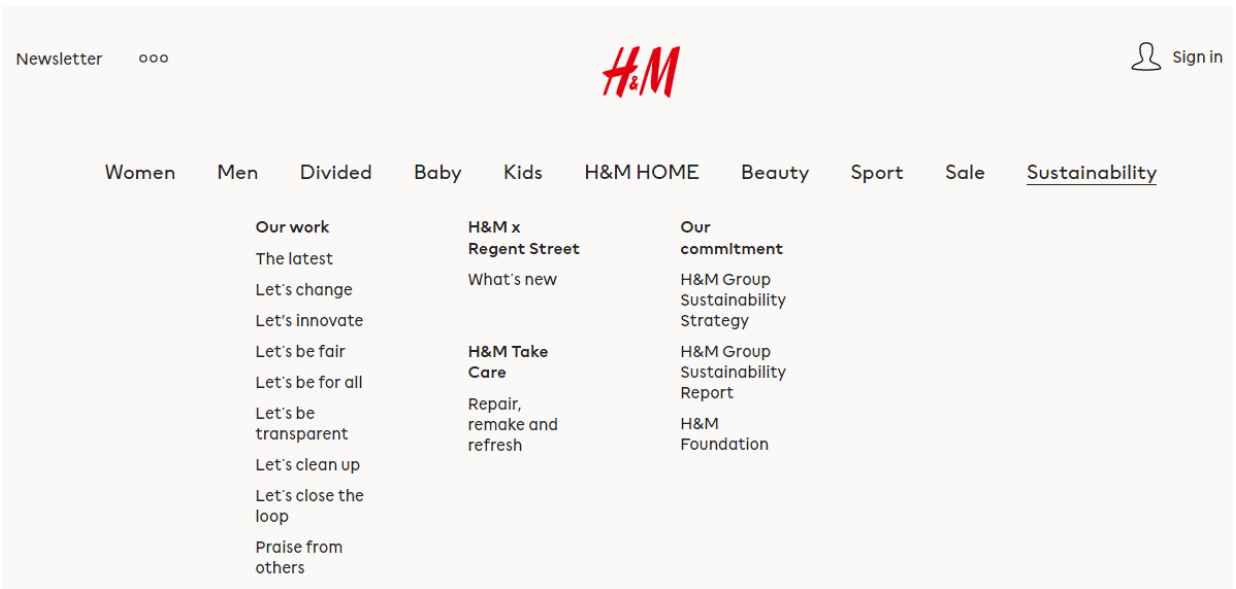 Newsletter
H&M
Sign in
Women Men Divided Baby Kids H&M HOME Beauty Sport Sale Sustainability
Our work
The latest
Let's change
Let's innovate
Let's be fair
Let's be for all
Let's be
transparent
Let's clean up
Let's close the
loop
Praise from
others
H&M x
Regent Street
What's new
H&M Take
Care
Repair,
remake and
refresh
Our
commitment
H&M Group
Sustainability
Strategy
H&M Group
Sustainability
Report
H&M
Foundation